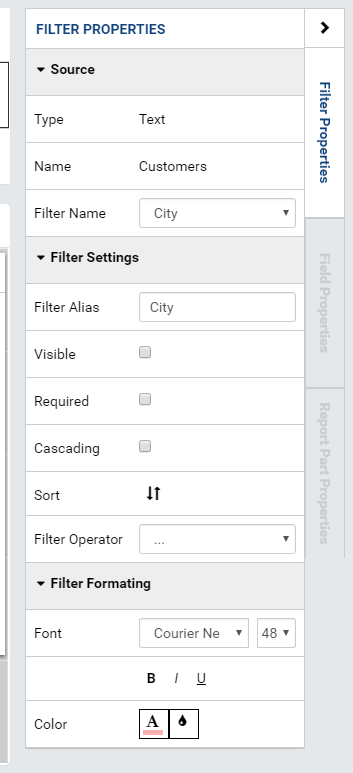 FILTER PROPERTIES
Source
Type Text
Name Customers
Filter Name City
Filter Settings
Filter Alias City
Visible
Required
Cascading
Sort
Filter Operator ...
Filter Formating
Font Courier Ne 48
B I U
Color A
Filter Properties
Field Properties
Report Part Properties